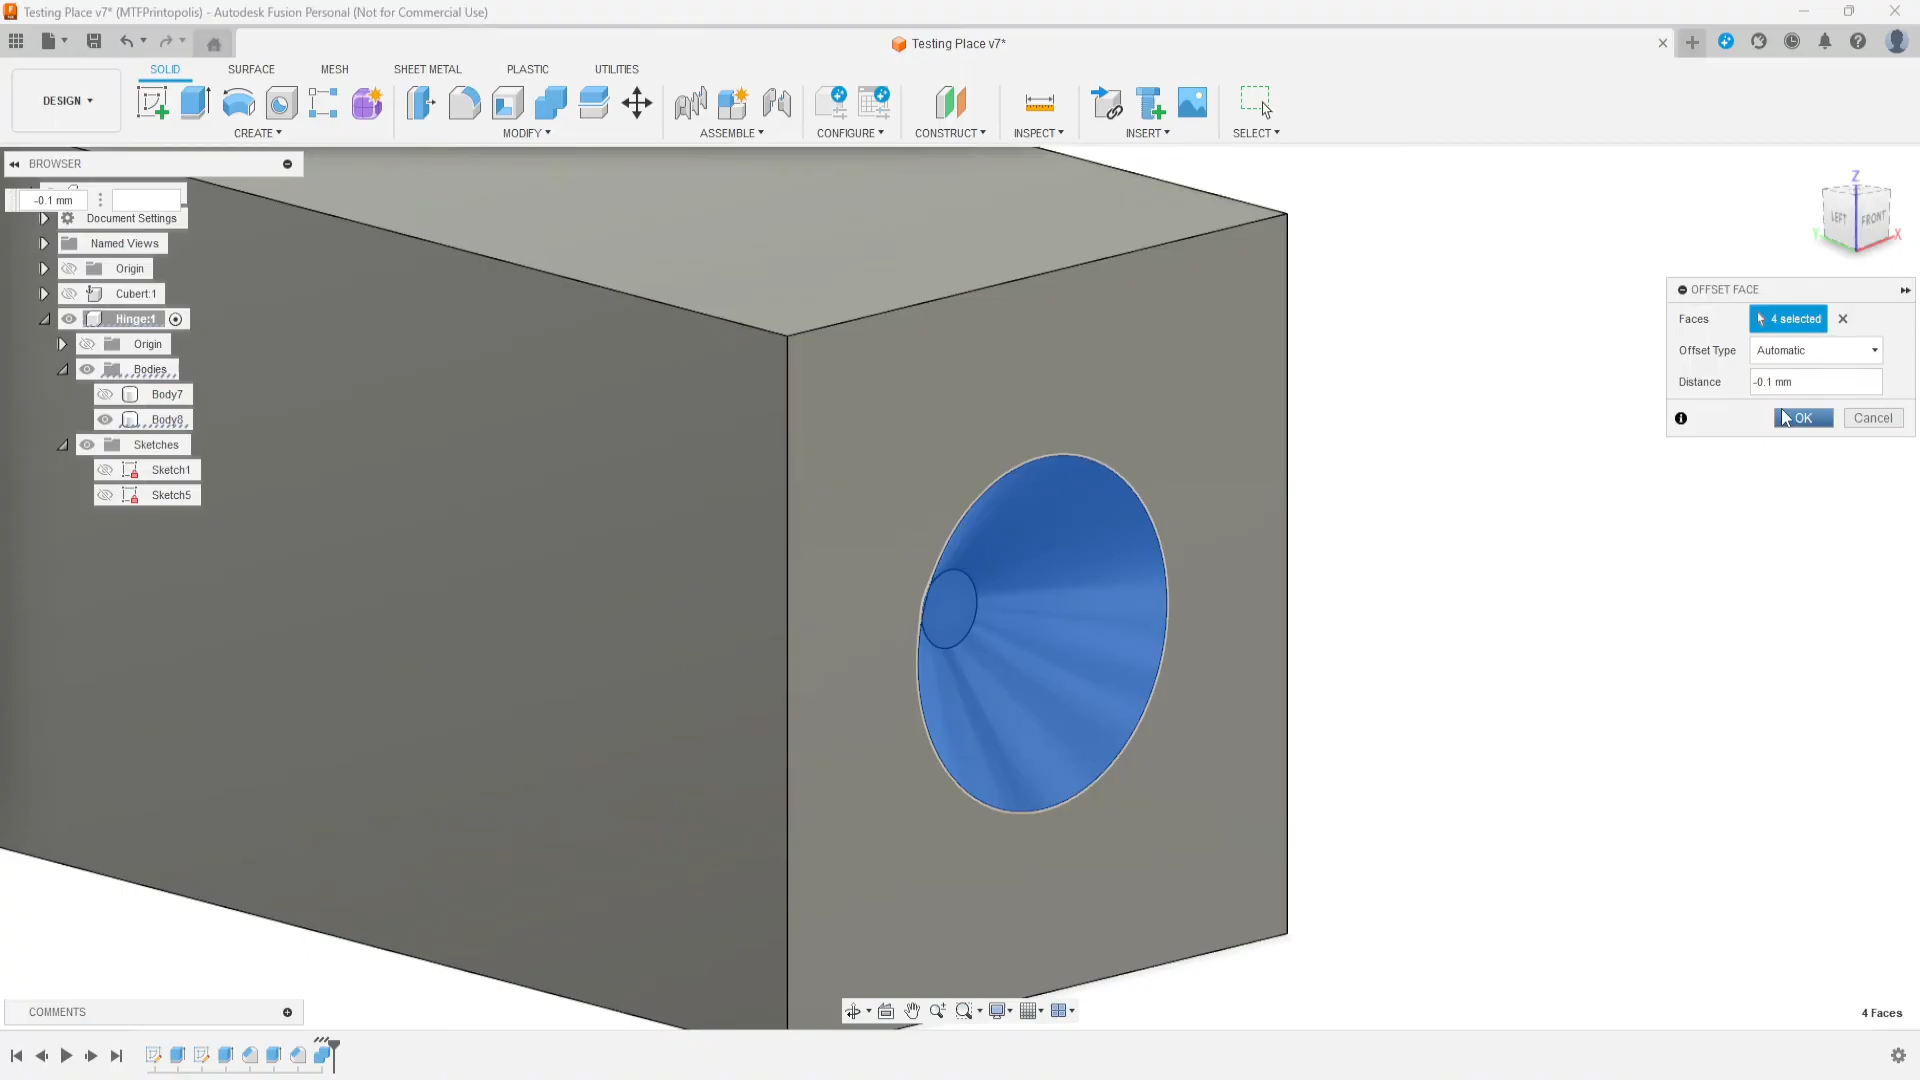 Testing Place v7* (MTFPrintopolis) - Autodesk Fusion Personal (Not for Commercial Use)
Testing Place v7*
SOLID SURFACE MESH SHEET METAL PLASTIC UTILITIES
DESIGN
CREATE MODIFY ASSEMBLE CONFIGURE CONSTRUCT INSPECT INSERT SELECT
BROWSER
-0.1 mm
Document Settings
Named Views
Origin
Cubert:1
Hinge:1
Origin
Bodies
Body7
Body8
Sketches
Sketch1
Sketch5
Z
LEFT FRONT
Y X
OFFSET FACE
Faces 4 selected
Offset Type Automatic
Distance -0.1 mm
OK Cancel
COMMENTS
4 Faces